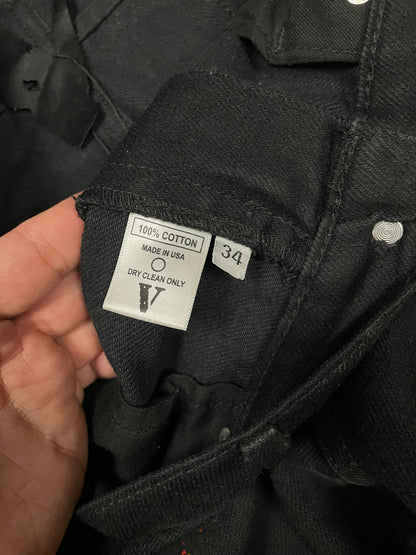 100% COTTON
MADE IN USA
DRY CLEAN ONLY
V
34